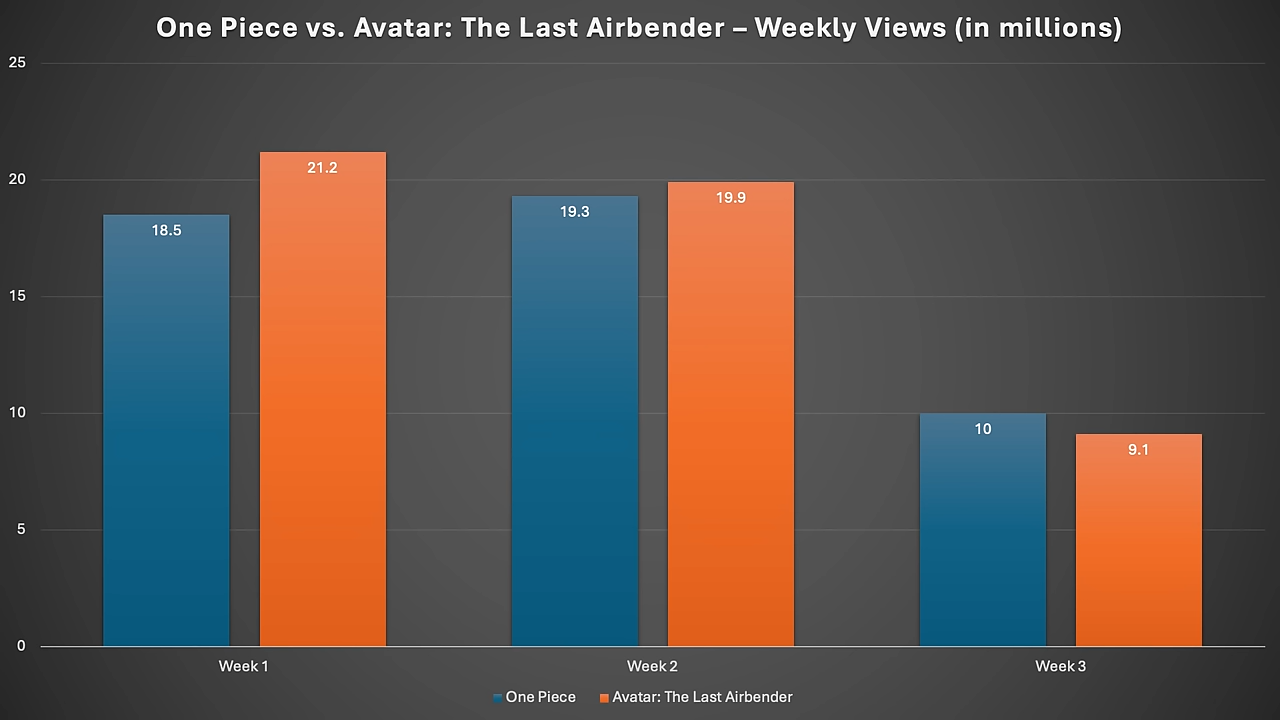 One Piece vs. Avatar: The Last Airbender – Weekly Views (in millions)
25
20
15
10
5
0
18.5
21.2
19.3
19.9
10
9.1
Week 1
Week 2
Week 3
One Piece
Avatar: The Last Airbender